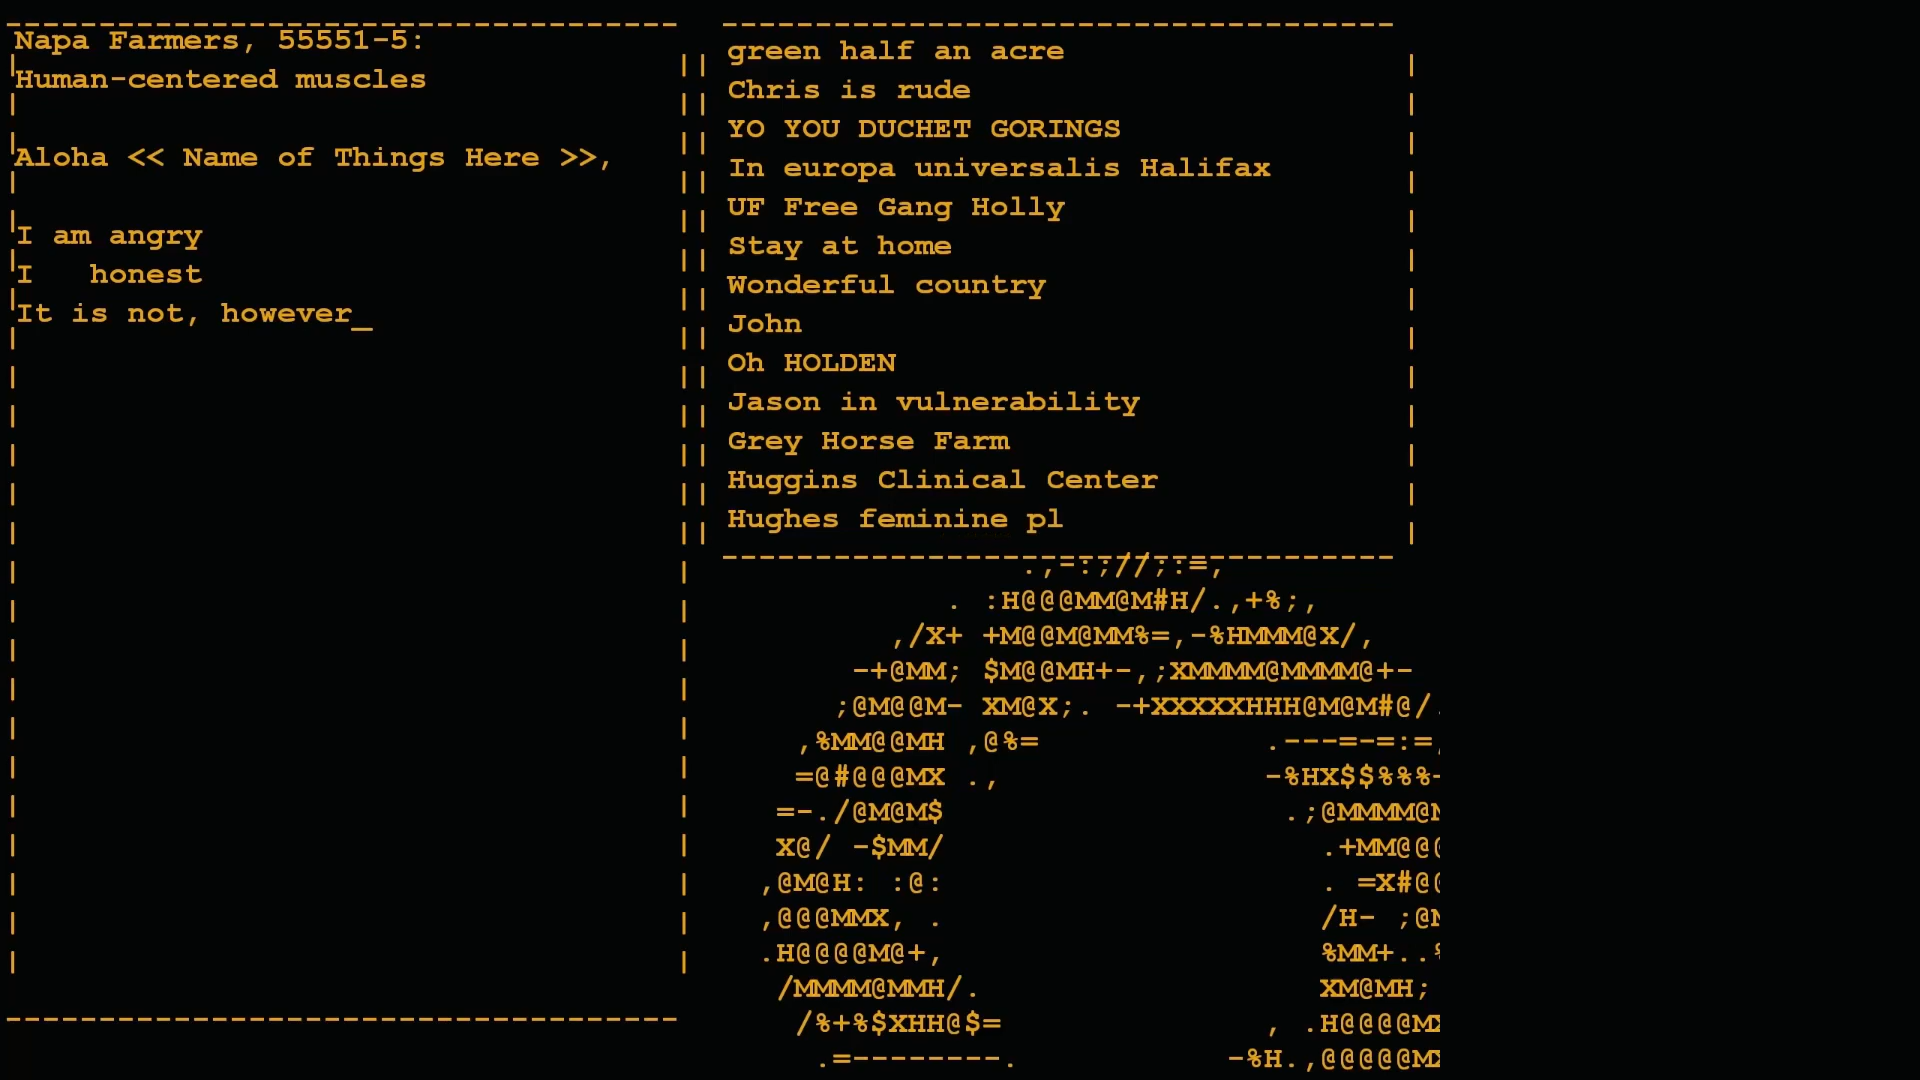 Napa Farmers, 55551-5:
Human-centered muscles
Aloha << Name of Things Here >>,
I am angry
I   honest
It is not, however_
green half an acre
Chris is rude
YO YOU DUCHET GORINGS
In europa universalis Halifax
UF Free Gang Holly
Stay at home
Wonderful country
John
Oh HOLDEN
Jason in vulnerability
Grey Horse Farm
Huggins Clinical Center
Hughes feminine pl